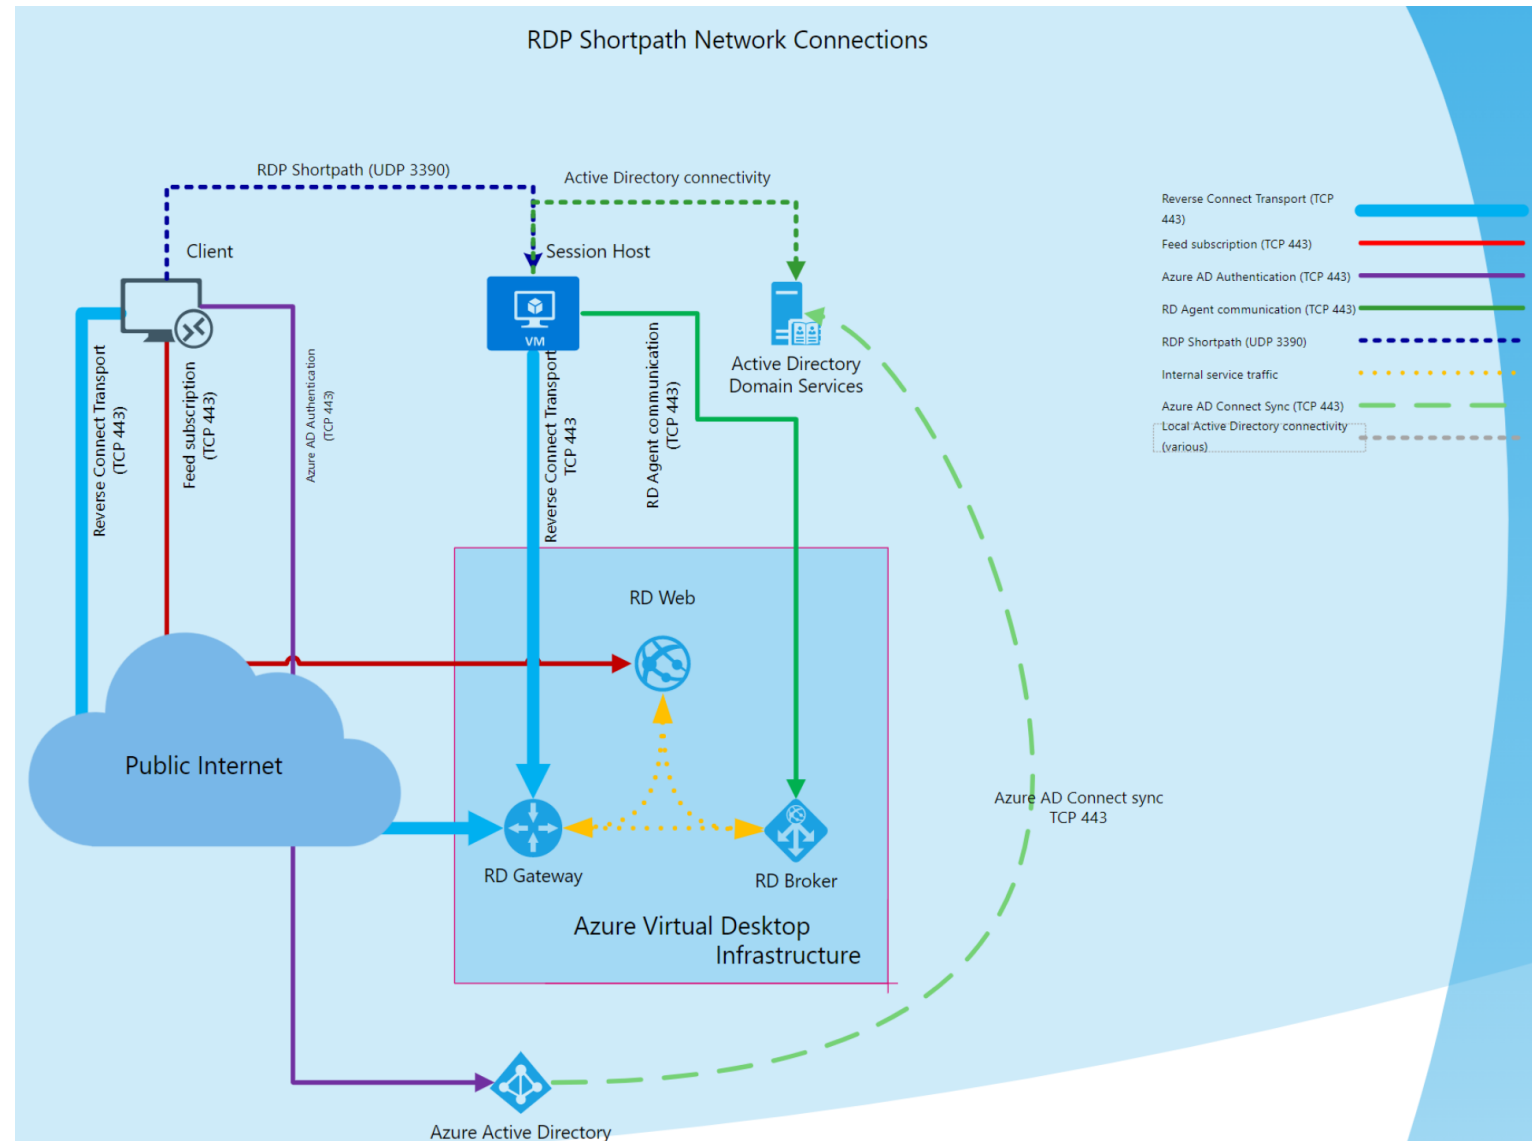 RDP Shortpath Network Connections
RDP Shortpath (UDP 3390)
Active Directory connectivity
Client
Session Host
VM
Active Directory
Domain Services
Reverse Connect Transport
(TCP 443)
Feed subscription
(TCP 443)
Azure AD Authentication
(TCP 443)
Reverse Connect Transport
TCP 443
RD Agent communication
(TCP 443)
Reverse Connect Transport (TCP
443)
Feed subscription (TCP 443)
Azure AD Authentication (TCP 443)
RD Agent communication (TCP 443)
RDP Shortpath (UDP 3390)
Internal service traffic
Azure AD Connect Sync (TCP 443)
Local Active Directory connectivity
(various)
RD Web
Public Internet
RD Gateway
RD Broker
Azure Virtual Desktop
Infrastructure
Azure AD Connect sync
TCP 443
Azure Active Directory